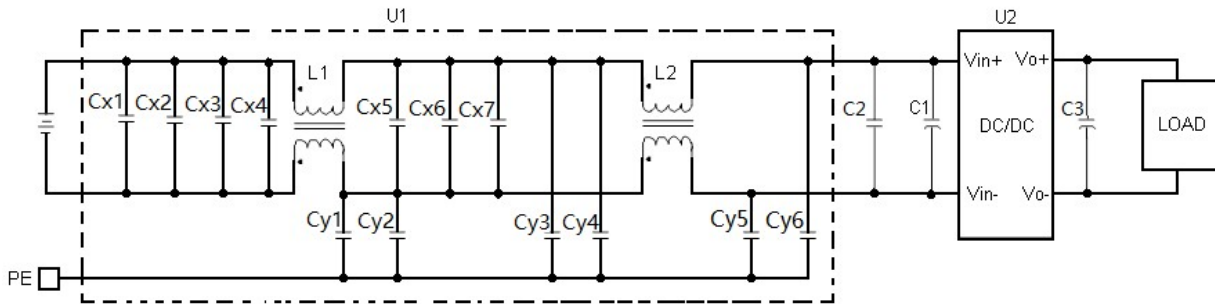 U1
U2
L1
L2
Vin+ Vo+
Cx1
Cx2
Cx3
Cx4
Cx5
Cx6
Cx7
C2
C1
DC/DC
C3
LOAD
Vin- Vo-
Cy1
Cy2
Cy3
Cy4
Cy5
Cy6
PE